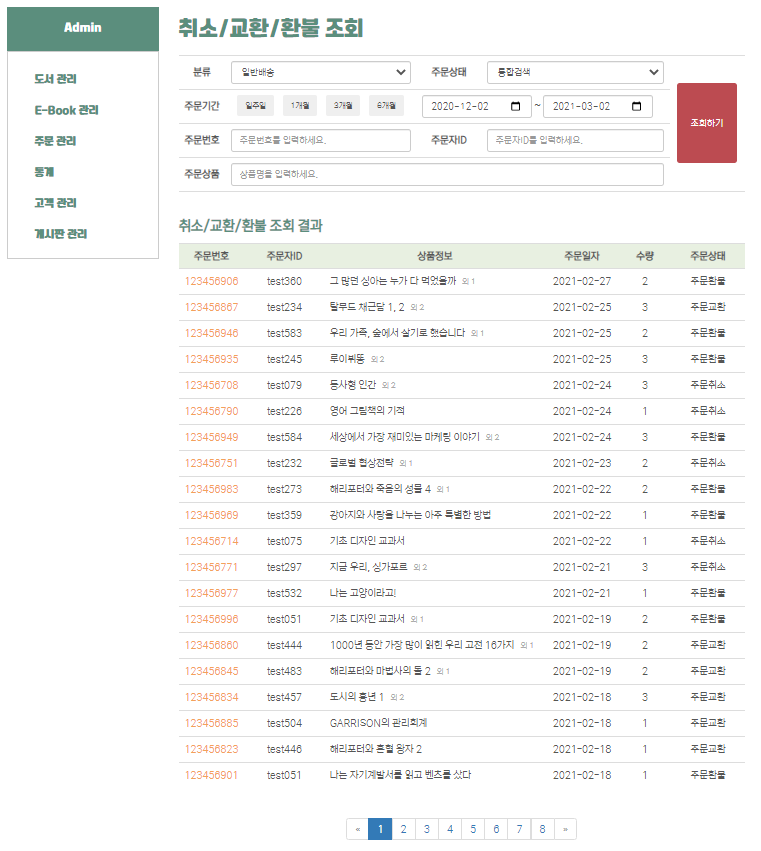 Admin
도서 관리
E-Book 관리
주문 관리
통계
고객 관리
게시판 관리
취소/교환/환불 조회
분류 일반배송 주문상태 통합검색
주문기간 일주일 1개월 3개월 6개월 2020-12-02 ~ 2021-03-02
조회하기
주문번호 주문번호를 입력하세요. 주문자ID 주문자ID를 입력하세요.
주문상품 상품명을 입력하세요.
취소/교환/환불 조회 결과
주문번호 주문자ID 상품정보 주문일자 수량 주문상태
123456906 test360 그 많던 싱아는 누가 다 먹었을까 외 1 2021-02-27 2 주문환불
123456867 test234 탈무드 채근담 1, 2 외 2 2021-02-25 3 주문교환
123456946 test583 우리 가족, 숲에서 살기로 했습니다 외 1 2021-02-25 2 주문환불
123456935 test245 루이뷔똥 외 2 2021-02-25 3 주문환불
123456708 test079 등사형 인간 외 2 2021-02-24 3 주문취소
123456790 test226 영어 그림책의 기적 2021-02-24 1 주문취소
123456949 test584 세상에서 가장 재미있는 마케팅 이야기 외 2 2021-02-24 3 주문환불
123456751 test232 글로벌 협상전략 외 1 2021-02-23 2 주문취소
123456983 test273 해리포터와 죽음의 성물 4 외 1 2021-02-22 2 주문환불
123456969 test359 강아지와 사랑을 나누는 아주 특별한 방법 2021-02-22 1 주문환불
123456714 test075 기초 디자인 교과서 2021-02-22 1 주문취소
123456771 test297 지금 우리, 싱가포르 외 2 2021-02-21 3 주문취소
123456977 test532 나는 고양이라고! 2021-02-21 1 주문환불
123456996 test051 기초 디자인 교과서 외 1 2021-02-19 2 주문환불
123456860 test444 1000년 동안 가장 많이 읽힌 우리 고전 16가지 외 1 2021-02-19 2 주문교환
123456845 test483 해리포터와 마법사의 돌 2 외 1 2021-02-19 2 주문교환
123456834 test457 도시의 흉년 1 외 2 2021-02-18 3 주문교환
123456885 test504 GARRISON의 관리회계 2021-02-18 1 주문교환
123456823 test446 해리포터와 혼혈 왕자 2 2021-02-18 1 주문교환
123456901 test051 나는 자기계발서를 읽고 벤츠를 샀다 2021-02-18 1 주문환불
« 1 2 3 4 5 6 7 8 »